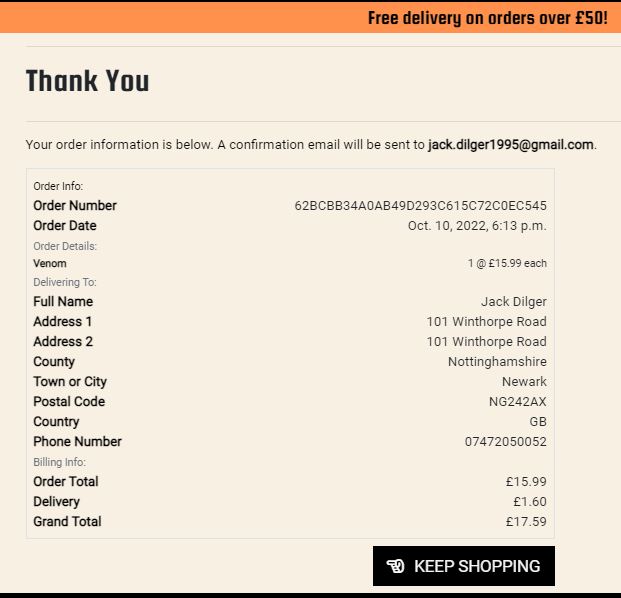 Free delivery on orders over £50!
Thank You
Your order information is below. A confirmation email will be sent to jack.dilger1995@gmail.com.
Order Info:
Order Number 62BCBB34A0AB49D293C615C72C0EC545
Order Date Oct. 10, 2022, 6:13 p.m.
Order Details:
Venom 1 @ £15.99 each
Delivering To:
Full Name Jack Dilger
Address 1 101 Winthorpe Road
Address 2 101 Winthorpe Road
County Nottinghamshire
Town or City Newark
Postal Code NG242AX
Country GB
Phone Number 07472050052
Billing Info:
Order Total £15.99
Delivery £1.60
Grand Total £17.59
KEEP SHOPPING